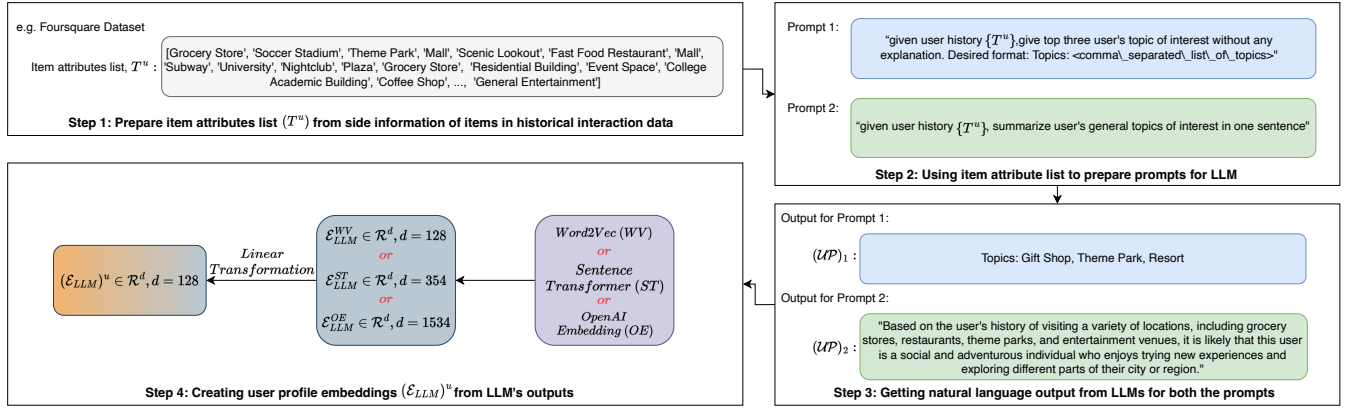 e.g. Foursquare Dataset
Item attributes list, T^u :
[Grocery Store', 'Soccer Stadium', 'Theme Park', 'Mall', 'Scenic Lookout', 'Fast Food Restaurant', 'Mall',
'Subway', 'University', 'Nightclub', 'Plaza', 'Grocery Store', 'Residential Building', 'Event Space', 'College
Academic Building', 'Coffee Shop', ..., 'General Entertainment']
Step 1: Prepare item attributes list (T^u) from side information of items in historical interaction data
Prompt 1:
“given user history {T^u},give top three user's topic of interest without any
explanation. Desired format: Topics: <comma\_separated\_list\_of\_topics>"
Prompt 2:
“given user history {T^u}, summarize user's general topics of interest in one sentence"
Step 2: Using item attribute list to prepare prompts for LLM
Output for Prompt 1:
(UP)_1 :
Topics: Gift Shop, Theme Park, Resort
Output for Prompt 2:
(UP)_2 :
"Based on the user's history of visiting a variety of locations, including grocery
stores, restaurants, theme parks, and entertainment venues, it is likely that this user
is a social and adventurous individual who enjoys trying new experiences and
exploring different parts of their city or region."
Step 3: Getting natural language output from LLMs for both the prompts
Word2Vec (WV)
or
Sentence
Transformer (ST)
or
OpenAI
Embedding (OE)
ℰ_{LLM}^{WV} ∈ ℛ^d, d = 128
or
ℰ_{LLM}^{ST} ∈ ℛ^d, d = 354
or
ℰ_{LLM}^{OE} ∈ ℛ^d, d = 1534
Linear
Transformation
(ℰ_{LLM})^u ∈ ℛ^d, d = 128
Step 4: Creating user profile embeddings (ℰ_{LLM})^u from LLM's outputs